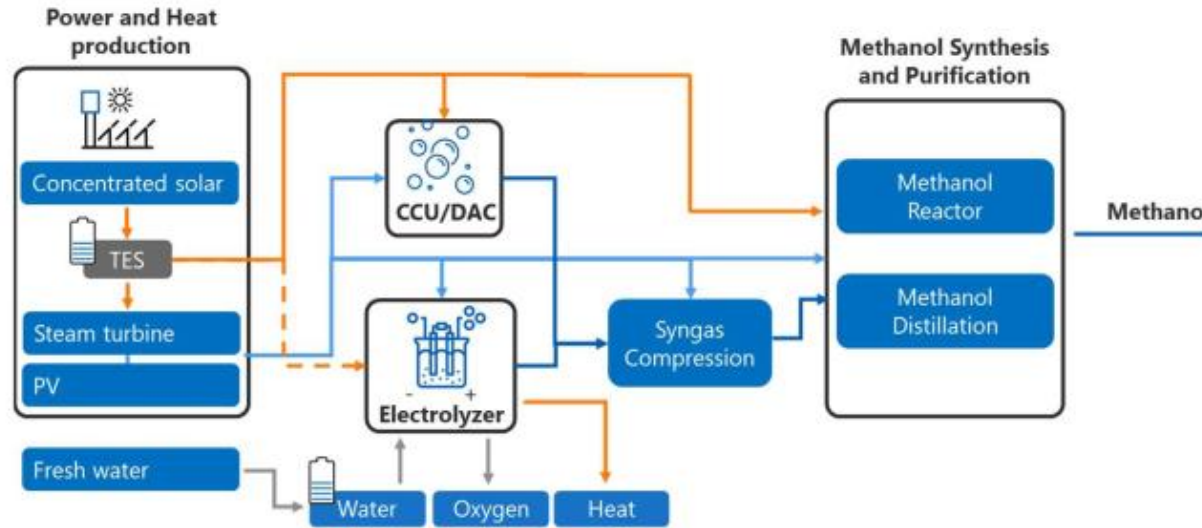 Power and Heat
production
Methanol Synthesis
and Purification
Concentrated solar
TES
Steam turbine
PV
CCU/DAC
- +
Electrolyzer
Syngas
Compression
Methanol
Reactor
Methanol
Distillation
Methanol
Fresh water
Water
Oxygen
Heat